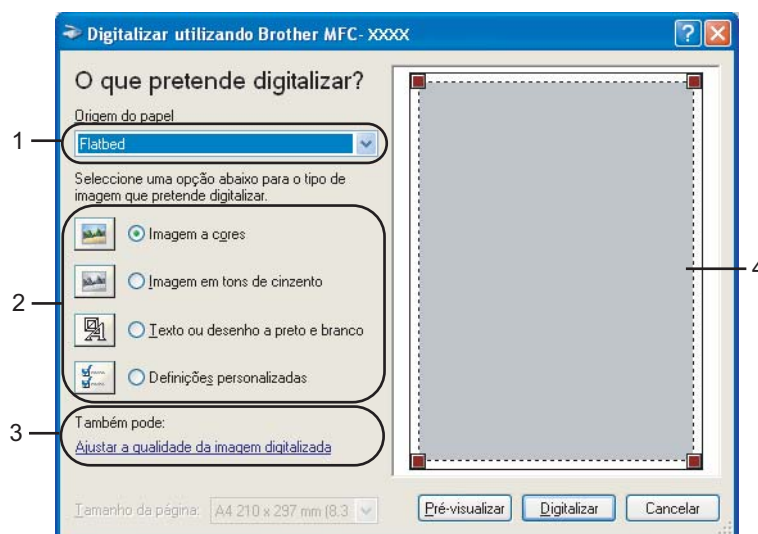 Digitalizar utilizando Brother MFC- XXXX
O que pretende digitalizar?
Origem do papel
1
Flatbed
Seleccione uma opção abaixo para o tipo de
imagem que pretende digitalizar.
Imagem a cores
Imagem em tons de cinzento
2
Texto ou desenho a preto e branco
Definições personalizadas
3
Também pode:
Ajustar a qualidade da imagem digitalizada
Tamanho da página: A4 210 x 297 mm (8.3
4
Pré-visualizar Digitalizar Cancelar